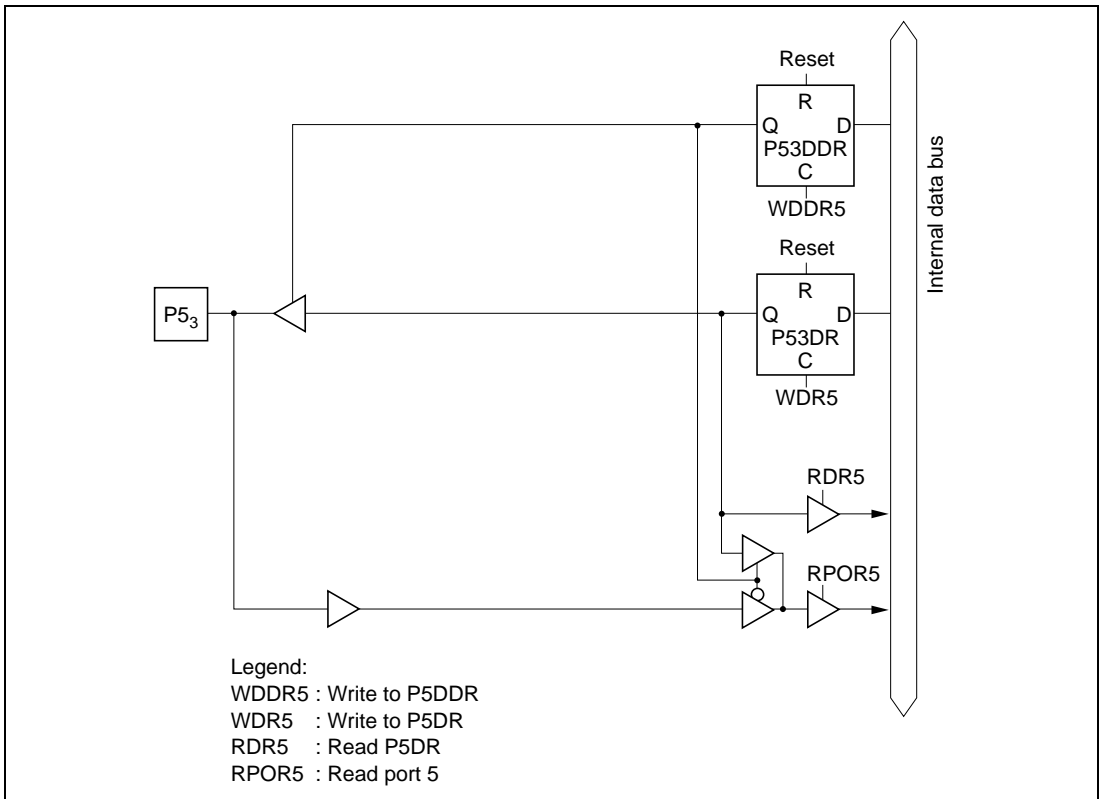 Reset
R
Q D
P53DDR
C
WDDR5
Internal data bus
Reset
R
P5₃
Q D
P53DR
C
WDR5
RDR5
RPOR5
Legend:
WDDR5 : Write to P5DDR
WDR5 : Write to P5DR
RDR5 : Read P5DR
RPOR5 : Read port 5